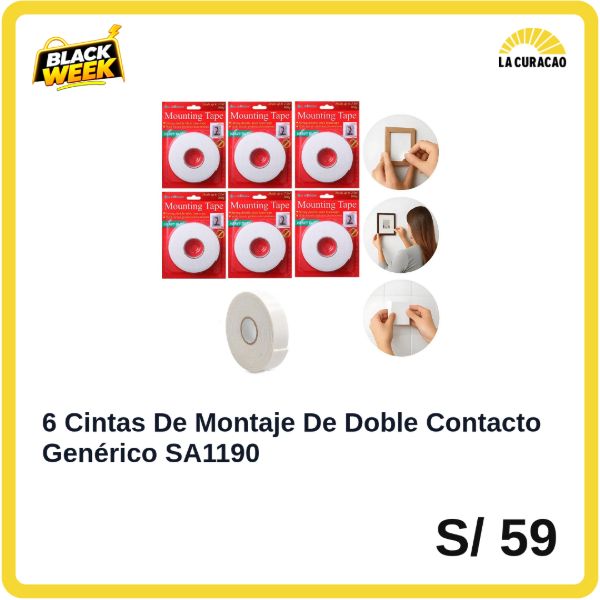 BLACK
WEEK
LA CURACAO
Mounting Tape
Mounting Tape
Mounting Tape
Mounting Tape
Mounting Tape
Mounting Tape
6 Cintas De Montaje De Doble Contacto
Genérico SA1190
S/ 59